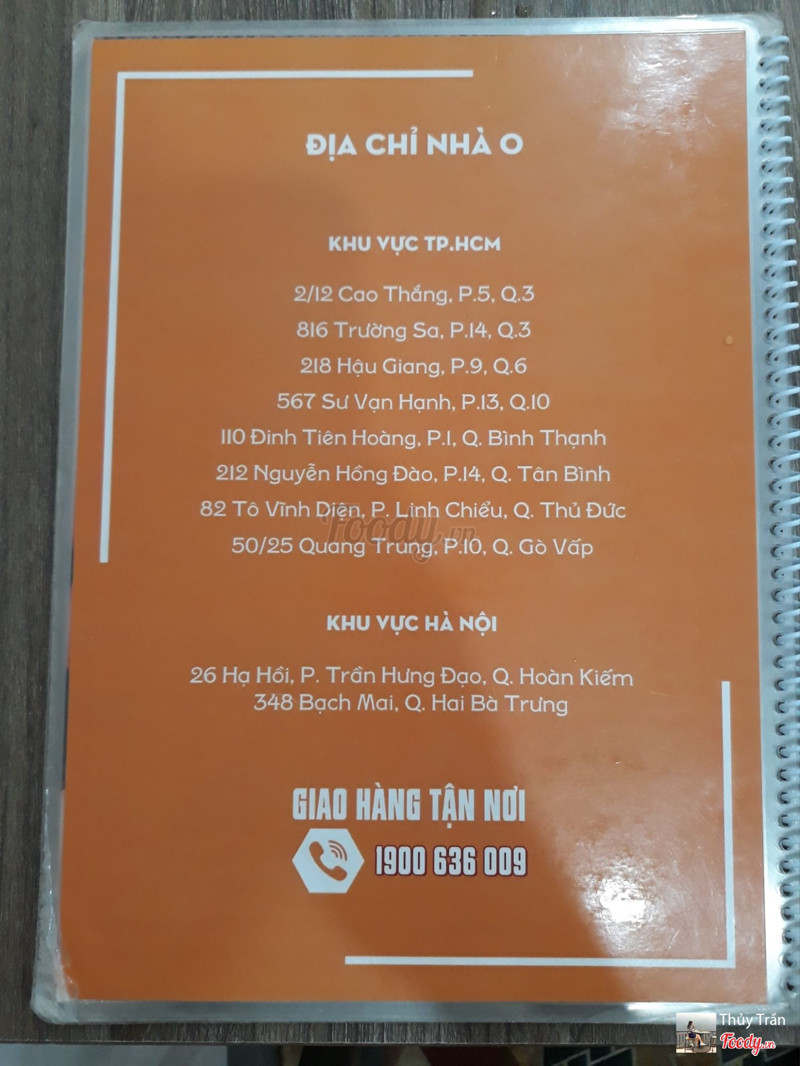 ĐỊA CHỈ NHÀ O
KHU VỰC TP.HCM
2/12 Cao Thắng, P.5, Q.3
816 Trường Sa, P.14, Q.3
218 Hậu Giang, P.9, Q.6
567 Sư Vạn Hạnh, P.13, Q.10
110 Đinh Tiên Hoàng, P.1, Q. Bình Thạnh
212 Nguyễn Hồng Đào, P.14, Q. Tân Bình
82 Tô Vĩnh Diện, P. Linh Chiểu, Q. Thủ Đức
Foody.vn
50/25 Quang Trung, P.10, Q. Gò Vấp
KHU VỰC HÀ NỘI
26 Hạ Hồi, P. Trần Hưng Đạo, Q. Hoàn Kiếm
348 Bạch Mai, Q. Hai Bà Trưng
GIAO HÀNG TẬN NƠI
1900 636 009
Thủy Trần
Foody.vn